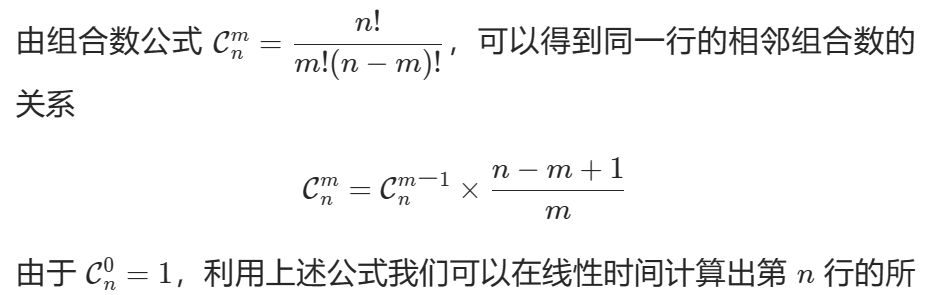 由组合数公式 $\mathcal{C}_n^m = \dfrac{n!}{m!(n-m)!}$，可以得到同一行的相邻组合数的
关系
$\mathcal{C}_n^m = \mathcal{C}_n^{m-1} \times \dfrac{n-m+1}{m}$
由于 $\mathcal{C}_n^0 = 1$，利用上述公式我们可以在线性时间计算出第 $n$ 行的所